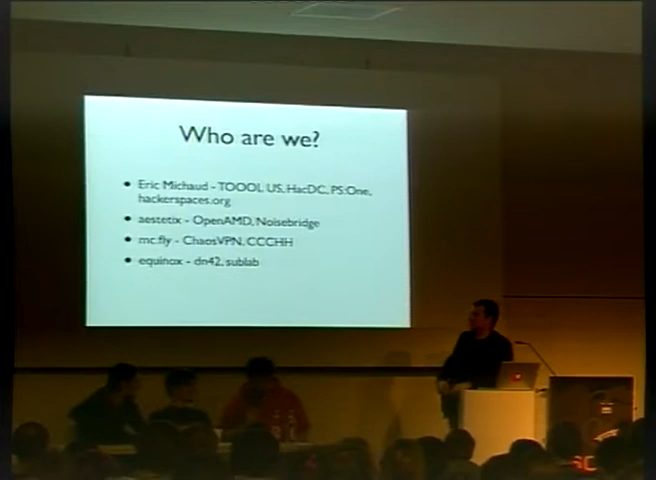 Who are we?
• Eric Michaud - TOOOL US, HacDC, PS:One,
hackerspaces.org
• aestetix - OpenAMD, Noisebridge
• mc.fly - ChaosVPN, CCCHH
• equinox - dn42, sublab